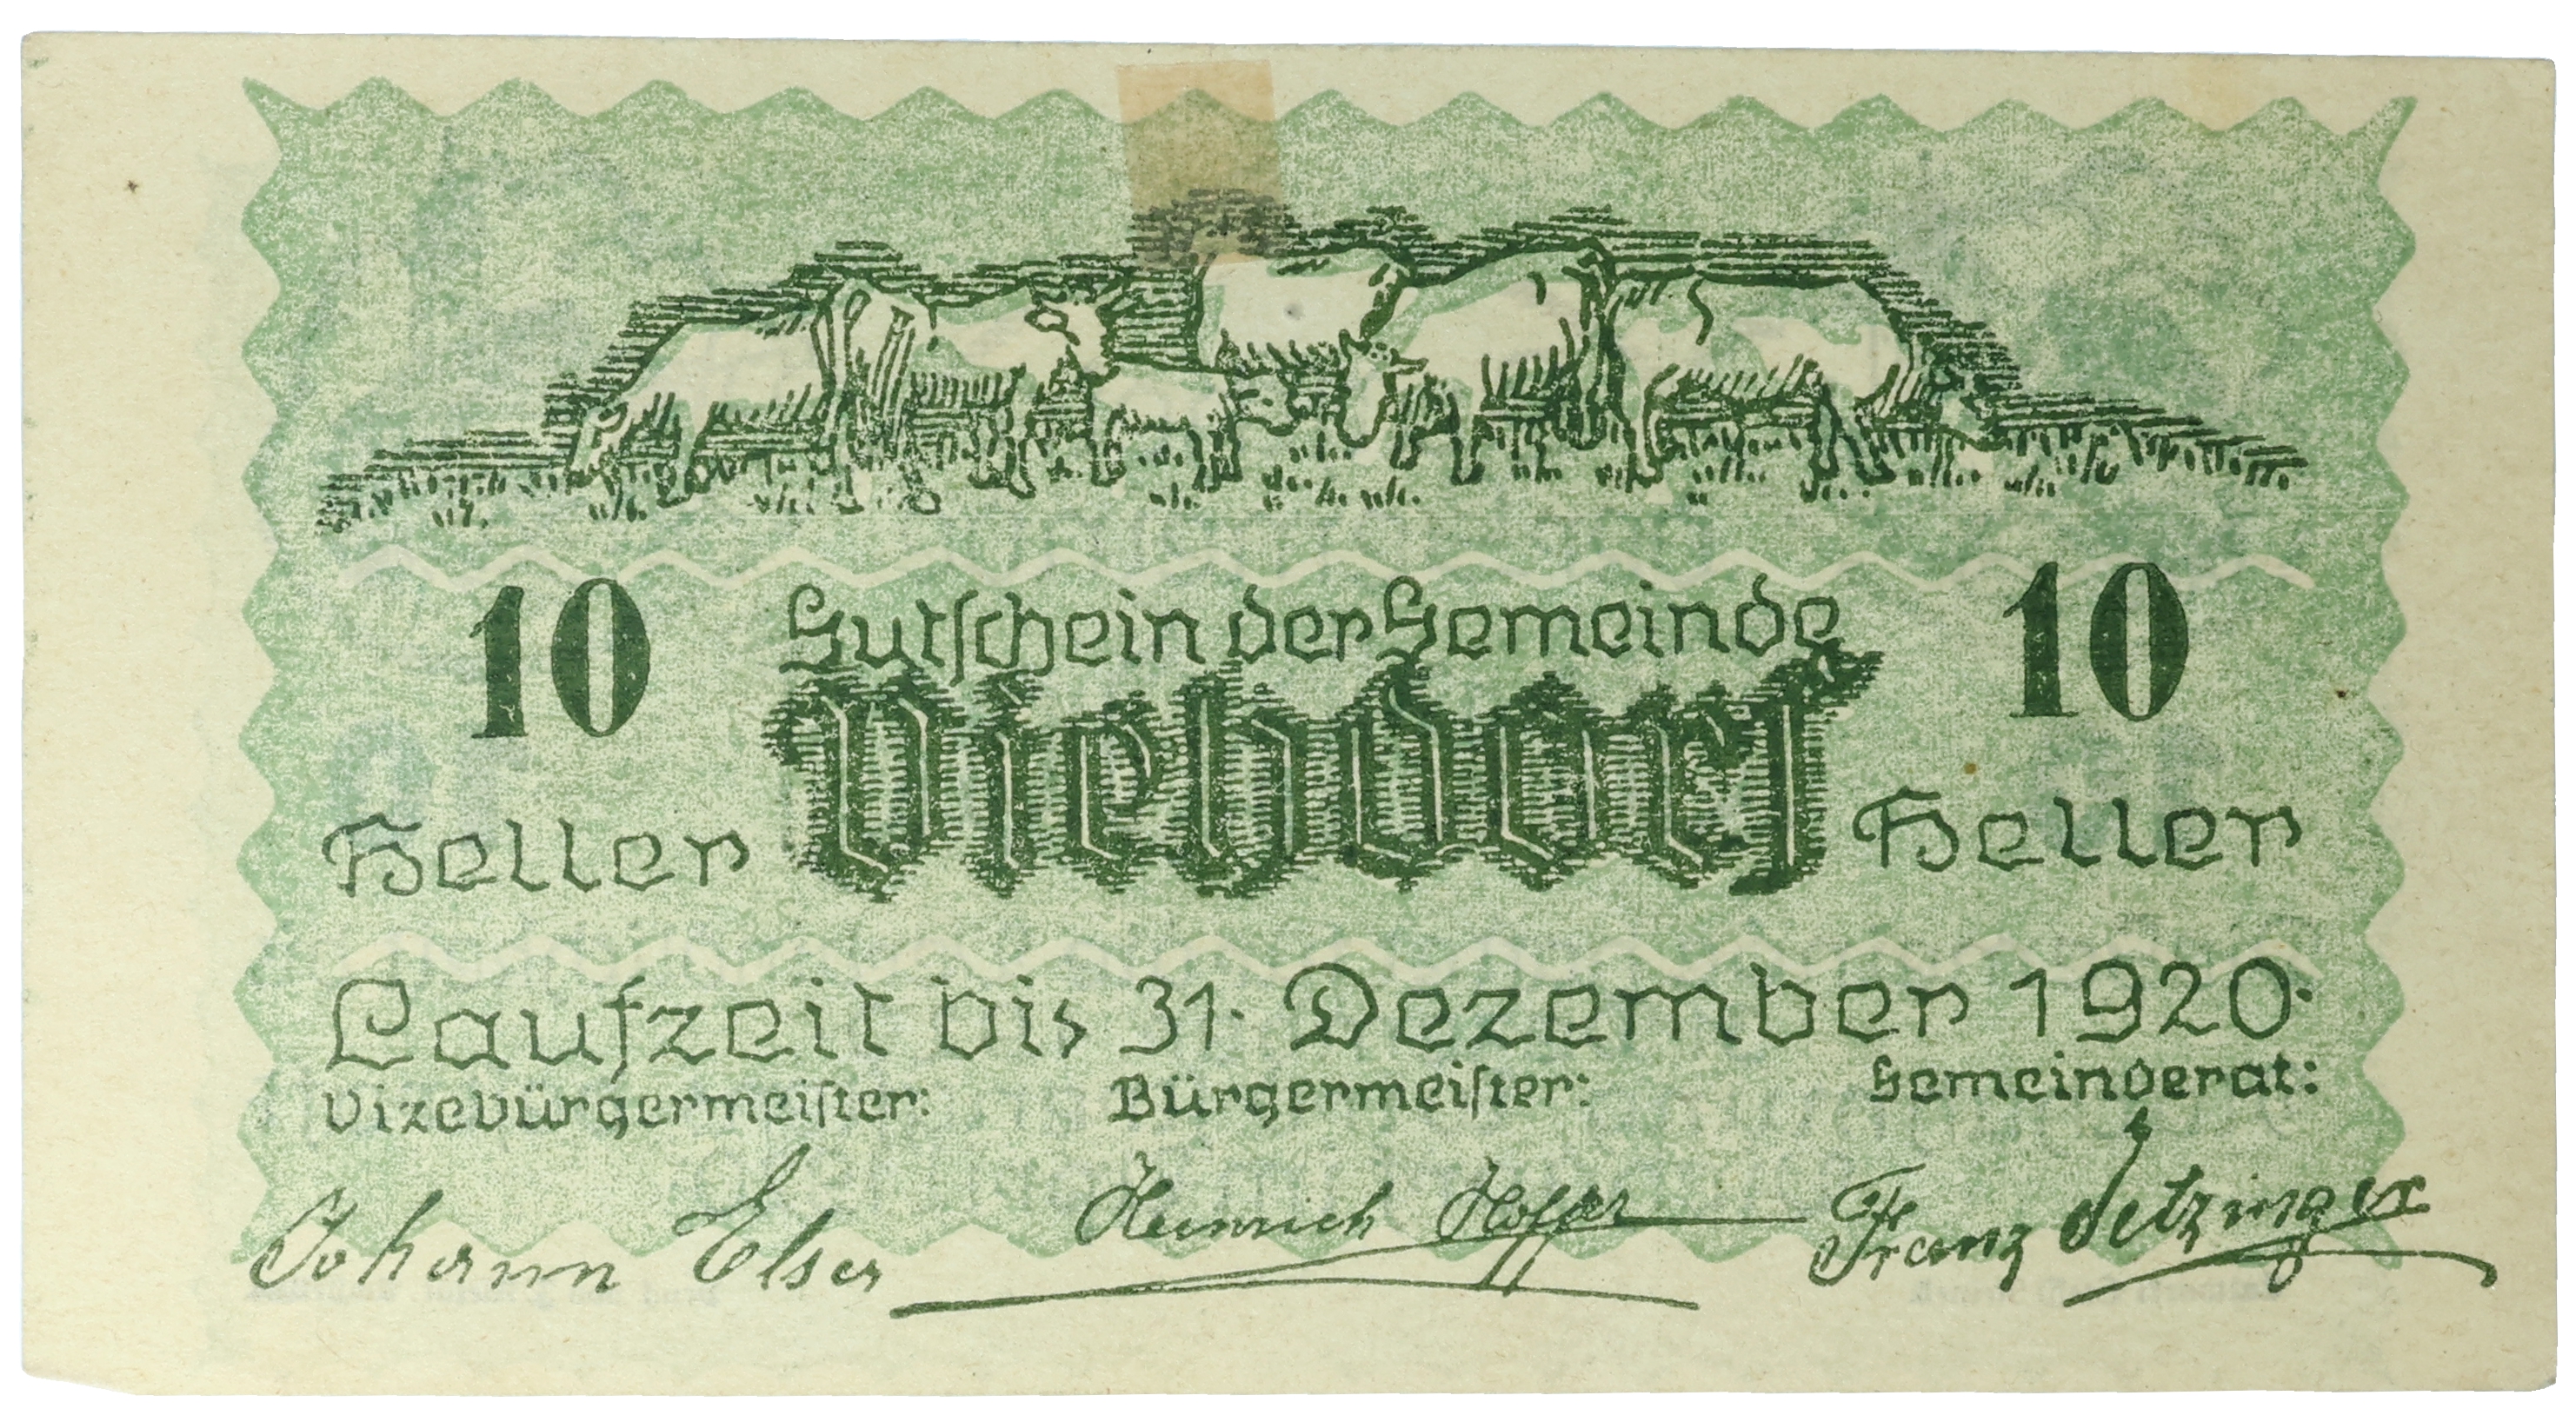 10 Gutschein der Gemeinde 10
Heller Viehdorf Heller
Laufzeit bis 31. Dezember 1920.
Vizebürgermeister: Bürgermeister: Gemeinderat:
Johann Elser Heinrich Franz